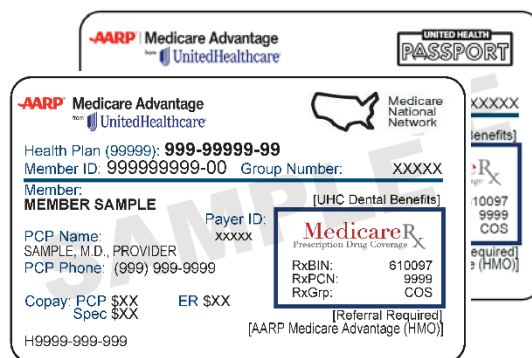 AARP | Medicare Advantage
from UnitedHealthcare
UNITED HEALTH
PASSPORT
AARP Medicare Advantage
from UnitedHealthcare
Medicare
National
Network
XXXXX
Health Plan (99999): 999-99999-99
Member ID: 999999999-00 Group Number: XXXXX
Benefits]
Member:
MEMBER SAMPLE
[UHC Dental Benefits]
Payer ID:
XXXXX
MedicareRx
Prescription Drug Coverage
PCP Name:
SAMPLE, M.D., PROVIDER
PCP Phone: (999) 999-9999
RxBIN: 610097
RxPCN: 9999
RxGrp: COS
610097
9999
COS
Copay: PCP $XX ER $XX
Spec $XX
[Referral Required]
[AARP Medicare Advantage (HMO)]
(HMO)]
H9999-999-999
SAMPLE